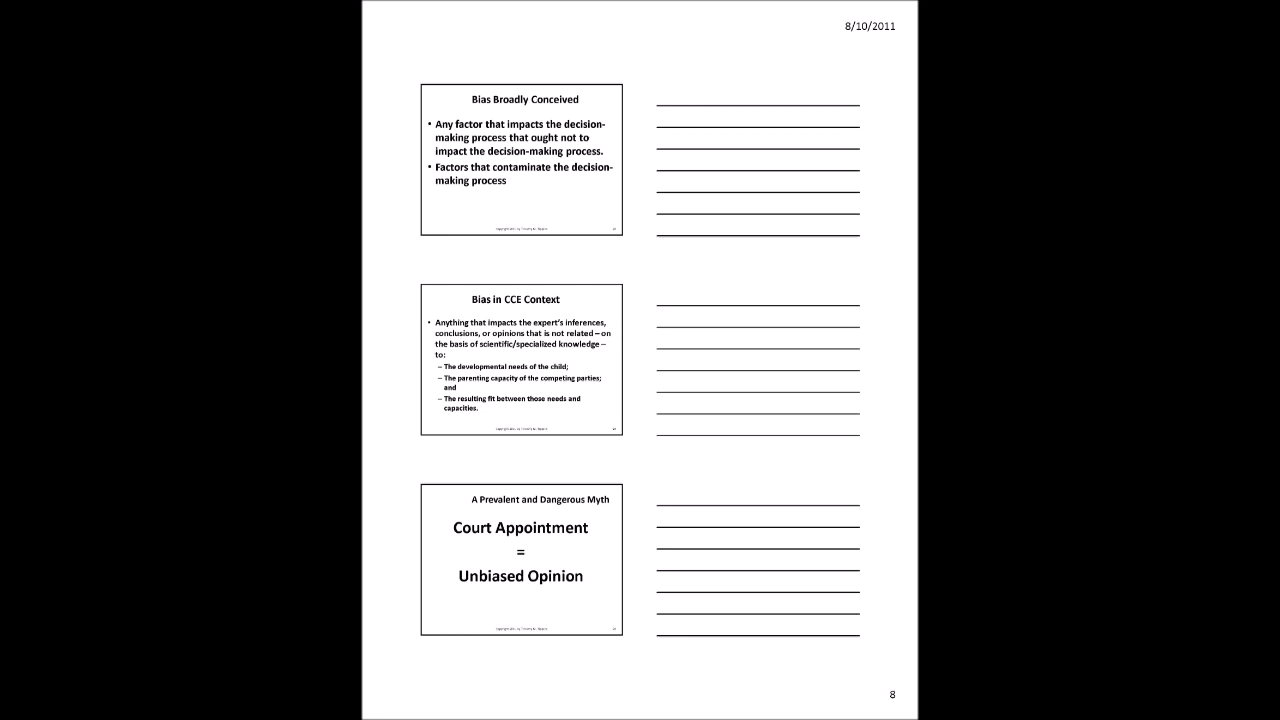 8/10/2011
Bias Broadly Conceived
• Any factor that impacts the decision-
making process that ought not to
impact the decision-making process.
• Factors that contaminate the decision-
making process
Bias in CCE Context
• Anything that impacts the expert's inferences,
conclusions, or opinions that is not related – on
the basis of scientific/specialized knowledge –
to:
– The developmental needs of the child;
– The parenting capacity of the competing parties;
and
– The resulting fit between those needs and
capacities.
A Prevalent and Dangerous Myth
Court Appointment
=
Unbiased Opinion
8